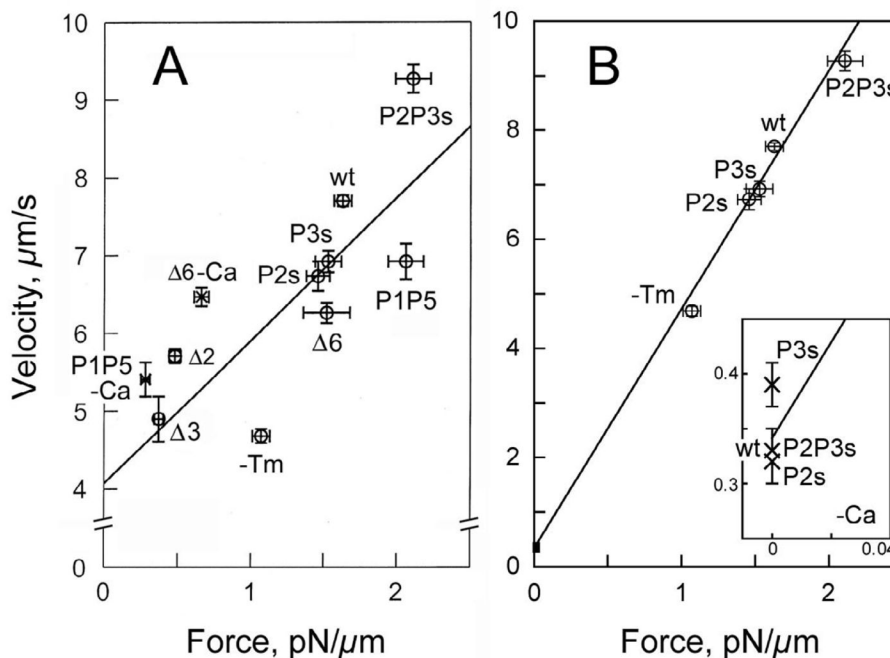 A
B
10
9
8
7
6
5
4
0
Velocity, µm/s
P2P3s
wt
P3s
P2s
Δ6-Ca
P1P5
Δ6
Δ2
P1P5
-Ca
Δ3
-Tm
0
1
2
Force, pN/µm
10
8
6
4
2
0
P2P3s
wt
P3s
P2s
-Tm
0.4
0.3
P3s
wt
P2P3s
P2s
-Ca
0
0.04
0
1
2
Force, pN/µm